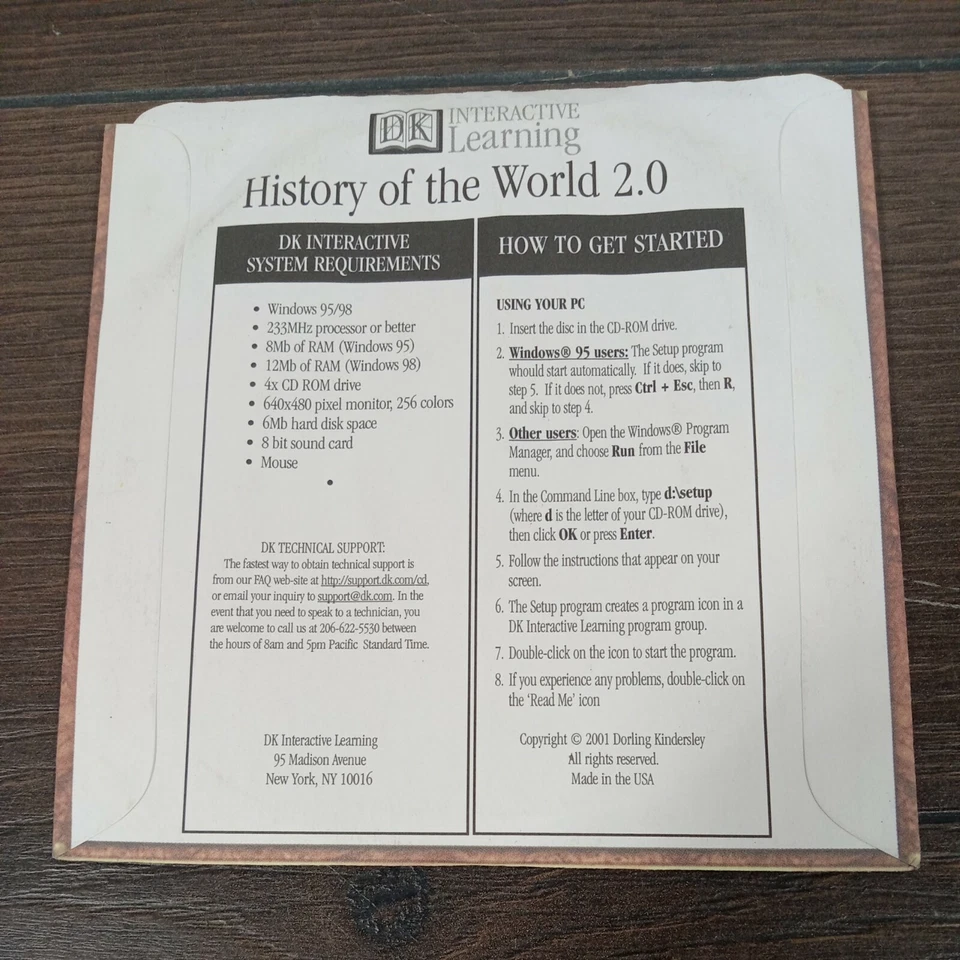 DK INTERACTIVE
Learning
History of the World 2.0
DK INTERACTIVE
SYSTEM REQUIREMENTS
• Windows 95/98
• 233MHz processor or better
• 8Mb of RAM (Windows 95)
• 12Mb of RAM (Windows 98)
• 4x CD ROM drive
• 640x480 pixel monitor, 256 colors
• 6Mb hard disk space
• 8 bit sound card
• Mouse
•
DK TECHNICAL SUPPORT:
The fastest way to obtain technical support is
from our FAQ web-site at http://support.dk.com/cd,
or email your inquiry to support@dk.com. In the
event that you need to speak to a technician, you
are welcome to call us at 206-622-5530 between
the hours of 8am and 5pm Pacific Standard Time.
DK Interactive Learning
95 Madison Avenue
New York, NY 10016
HOW TO GET STARTED
USING YOUR PC
1. Insert the disc in the CD-ROM drive.
2. Windows® 95 users: The Setup program
whould start automatically. If it does, skip to
step 5. If it does not, press Ctrl + Esc, then R,
and skip to step 4.
3. Other users: Open the Windows® Program
Manager, and choose Run from the File
menu.
4. In the Command Line box, type d:\setup
(where d is the letter of your CD-ROM drive),
then click OK or press Enter.
5. Follow the instructions that appear on your
screen.
6. The Setup program creates a program icon in a
DK Interactive Learning program group.
7. Double-click on the icon to start the program.
8. If you experience any problems, double-click on
the ‘Read Me’ icon
Copyright © 2001 Dorling Kindersley
All rights reserved.
Made in the USA